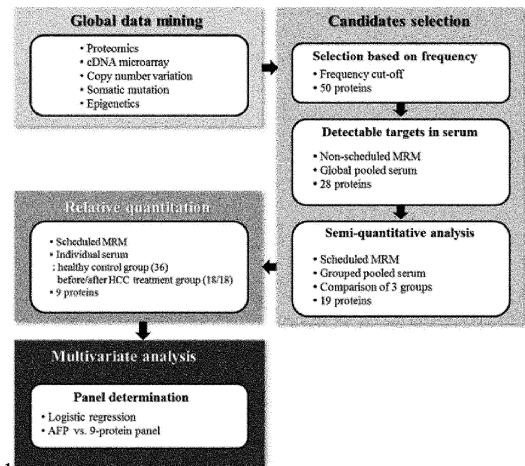 Global data mining
• Proteomics
• cDNA microarray
• Copy number variation
• Somatic mutation
• Epigenetics
Candidates selection
Selection based on frequency
• Frequency cut-off
• 50 proteins
Detectable targets in serum
• Non-scheduled MRM
• Global pooled serum
• 28 proteins
Semi-quantitative analysis
• Scheduled MRM
• Grouped pooled serum
• Comparison of 3 groups
• 19 proteins
Relative quantitation
• Scheduled MRM
• Individual serum
: healthy control group (36)
before/after HCC treatment group (18/18)
• 9 proteins
Multivariate analysis
Panel determination
• Logistic regression
• AFP vs. 9-protein panel